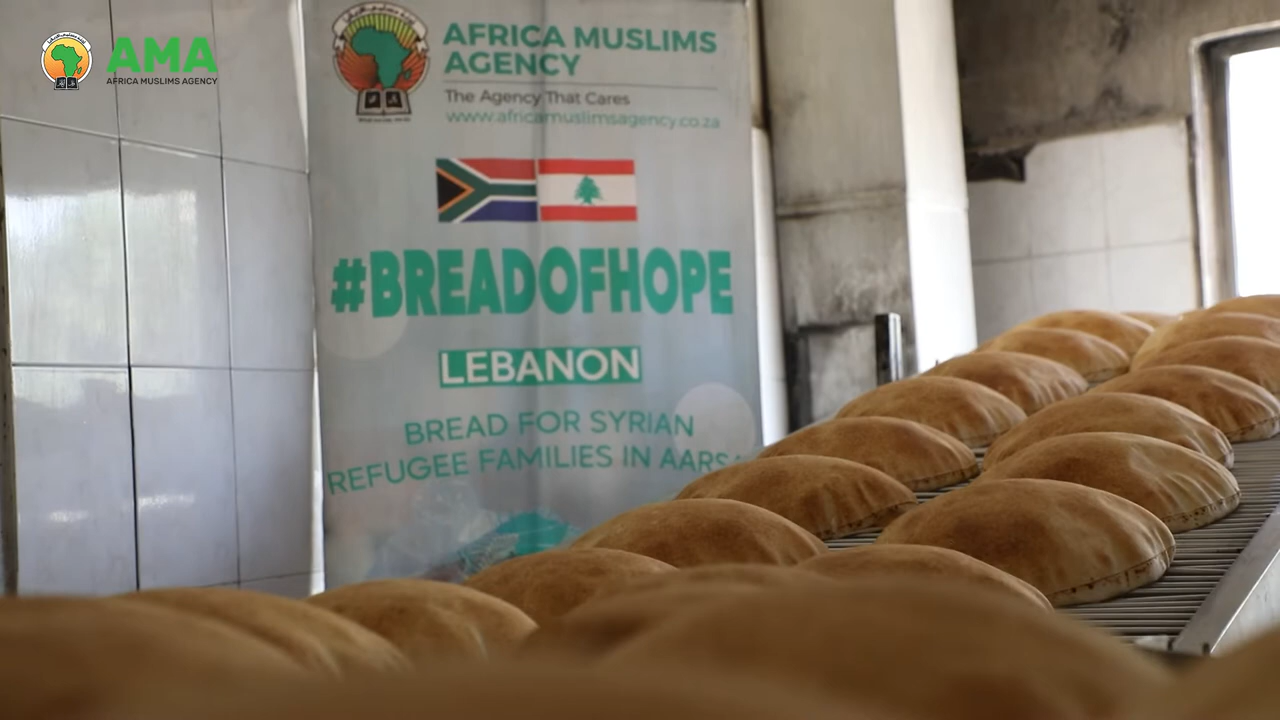 AMA
AFRICA MUSLIMS AGENCY
AFRICA MUSLIMS
AGENCY
The Agency That Cares
www.africamuslimsagency.co.za
#BREADOFHOPE
LEBANON
BREAD FOR SYRIAN
REFUGEE FAMILIES IN